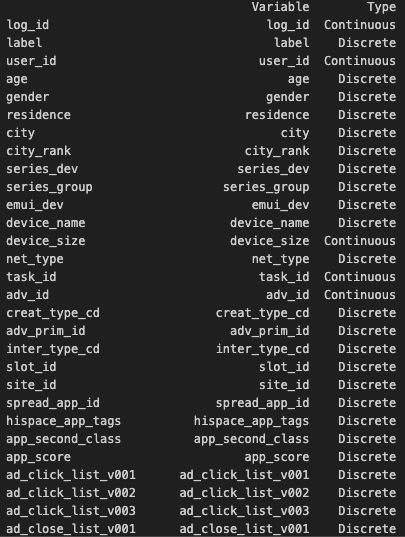 Variable Type
log_id log_id Continuous
label label Discrete
user_id user_id Continuous
age age Discrete
gender gender Discrete
residence residence Discrete
city city Discrete
city_rank city_rank Discrete
series_dev series_dev Discrete
series_group series_group Discrete
emui_dev emui_dev Discrete
device_name device_name Discrete
device_size device_size Continuous
net_type net_type Discrete
task_id task_id Continuous
adv_id adv_id Continuous
creat_type_cd creat_type_cd Discrete
adv_prim_id adv_prim_id Discrete
inter_type_cd inter_type_cd Discrete
slot_id slot_id Discrete
site_id site_id Discrete
spread_app_id spread_app_id Discrete
hispace_app_tags hispace_app_tags Discrete
app_second_class app_second_class Discrete
app_score app_score Discrete
ad_click_list_v001 ad_click_list_v001 Discrete
ad_click_list_v002 ad_click_list_v002 Discrete
ad_click_list_v003 ad_click_list_v003 Discrete
ad_close_list_v001 ad_close_list_v001 Discrete